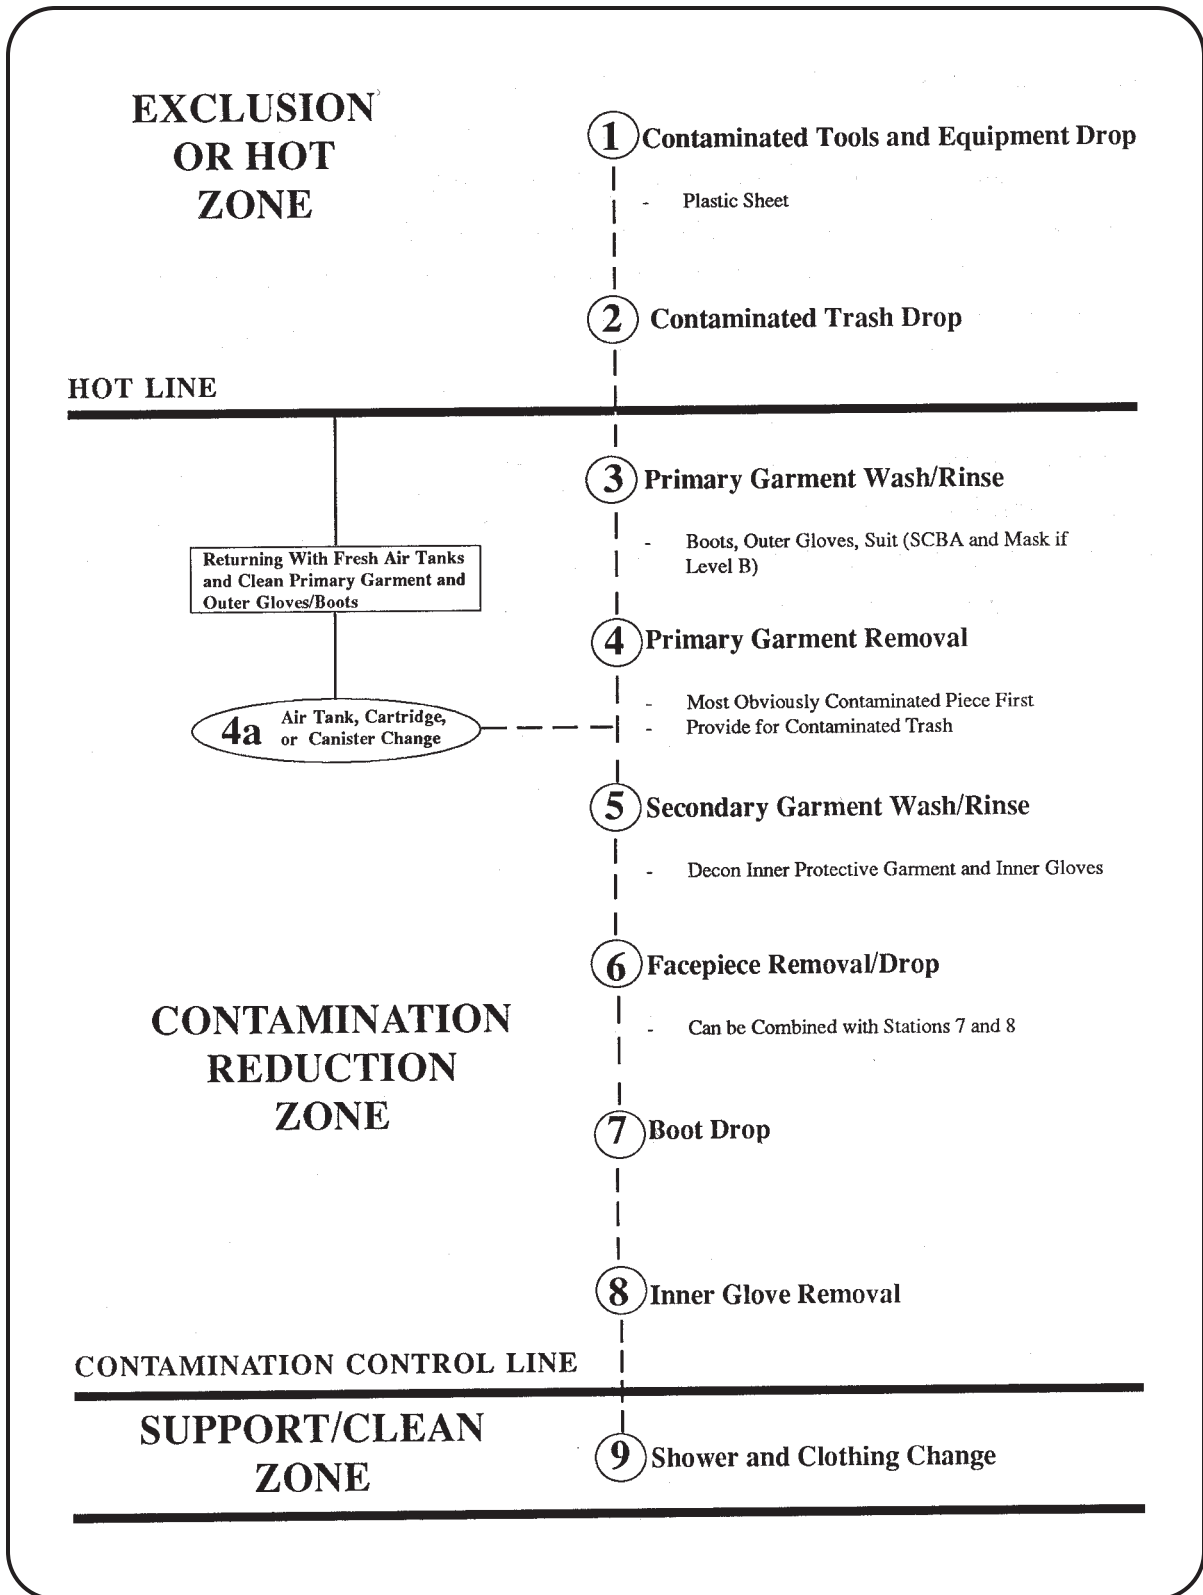 EXCLUSION
OR HOT
ZONE
1 Contaminated Tools and Equipment Drop
- Plastic Sheet
2 Contaminated Trash Drop
HOT LINE
3 Primary Garment Wash/Rinse
- Boots, Outer Gloves, Suit (SCBA and Mask if
Level B)
Returning With Fresh Air Tanks
and Clean Primary Garment and
Outer Gloves/Boots
4 Primary Garment Removal
- Most Obviously Contaminated Piece First
- Provide for Contaminated Trash
4a Air Tank, Cartridge,
or Canister Change
5 Secondary Garment Wash/Rinse
- Decon Inner Protective Garment and Inner Gloves
6 Facepiece Removal/Drop
- Can be Combined with Stations 7 and 8
CONTAMINATION
REDUCTION
ZONE
7 Boot Drop
8 Inner Glove Removal
CONTAMINATION CONTROL LINE
SUPPORT/CLEAN
ZONE
9 Shower and Clothing Change